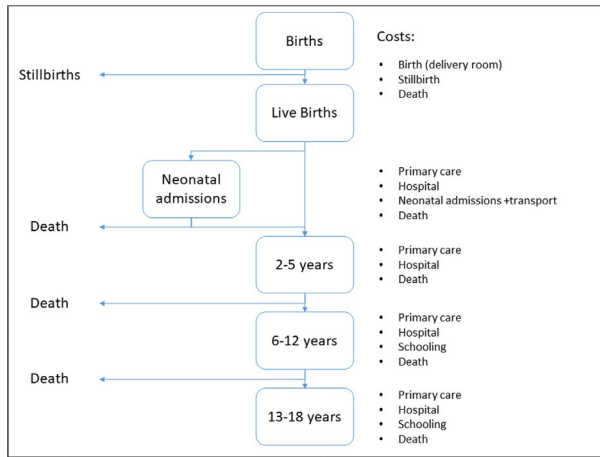 Births
Costs:
• Birth (delivery room)
• Stillbirth
• Death
Stillbirths
Live Births
Neonatal
admissions
• Primary care
• Hospital
• Neonatal admissions +transport
• Death
Death
2-5 years
• Primary care
• Hospital
• Death
Death
6-12 years
• Primary care
• Hospital
• Schooling
• Death
Death
13-18 years
• Primary care
• Hospital
• Schooling
• Death